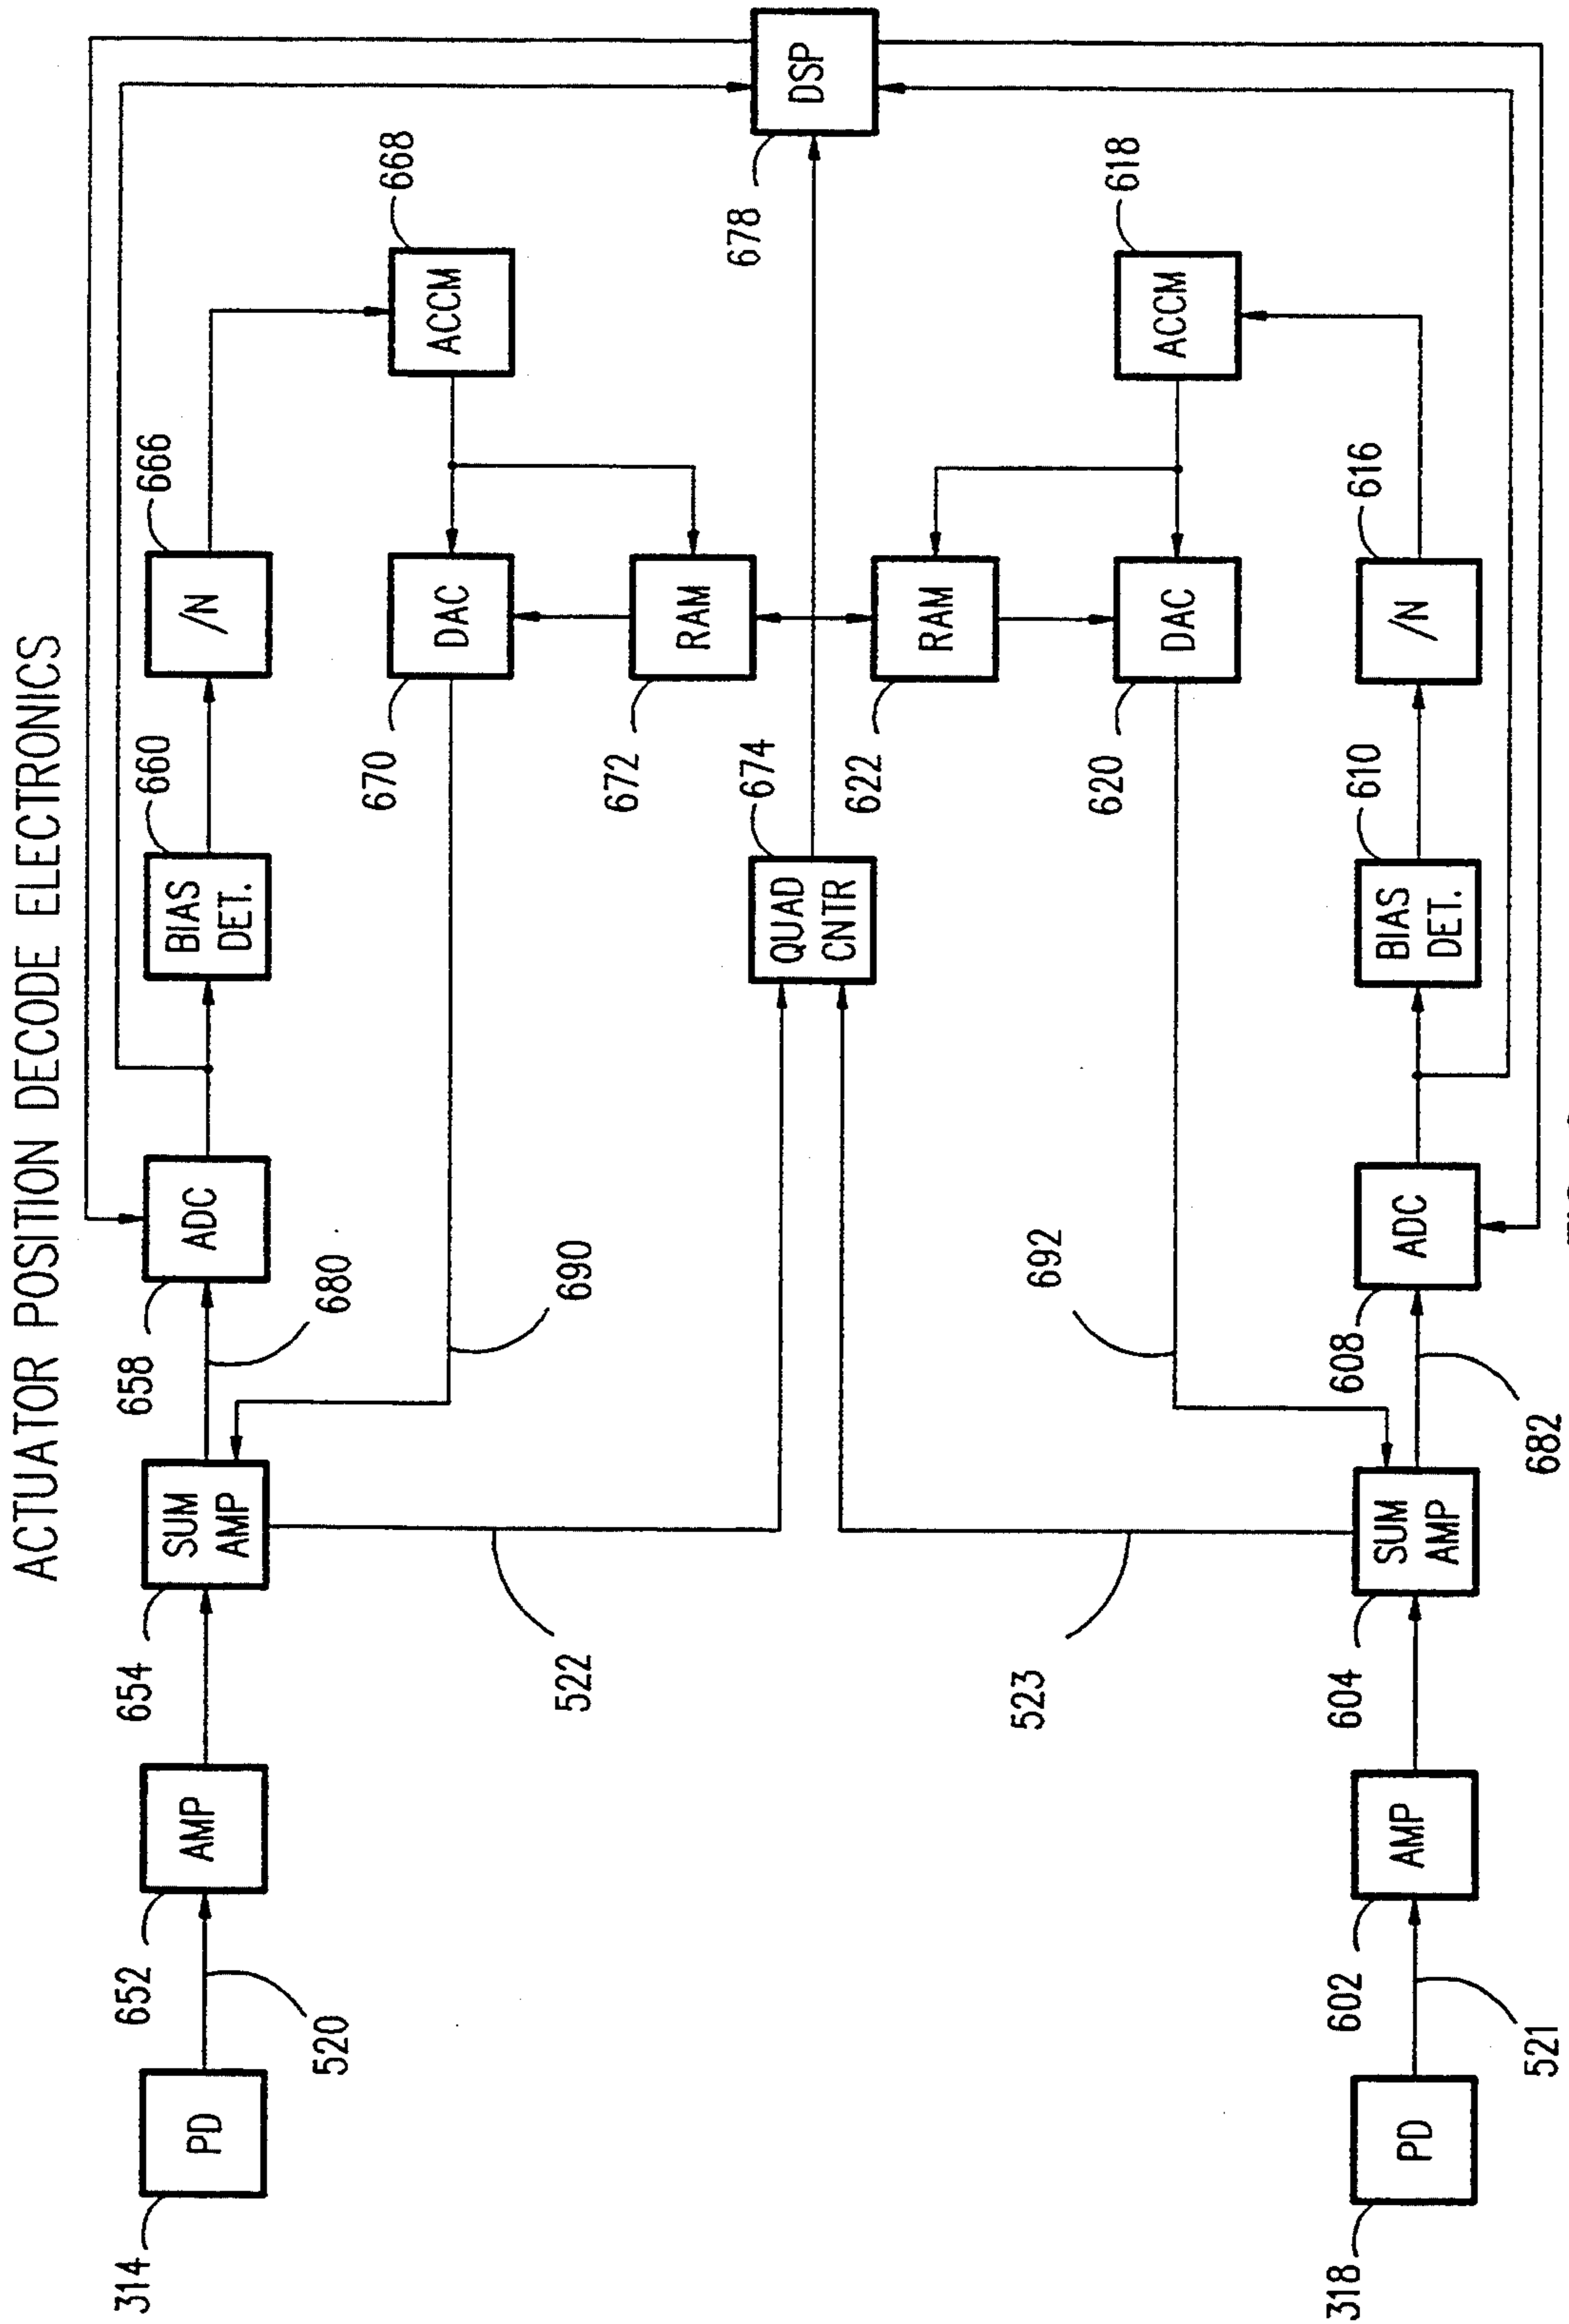 ACTUATOR POSITION DECODE ELECTRONICS
314
PD
520
652
AMP
654
SUM
AMP
680
658
ADC
660
BIAS
DET.
666
/N
668
ACCM
690
670
DAC
672
RAM
522
674
QUAD
CNTR
678
DSP
523
622
RAM
692
620
DAC
618
ACCM
318
PD
521
602
AMP
604
SUM
AMP
682
608
ADC
610
BIAS
DET.
616
/N